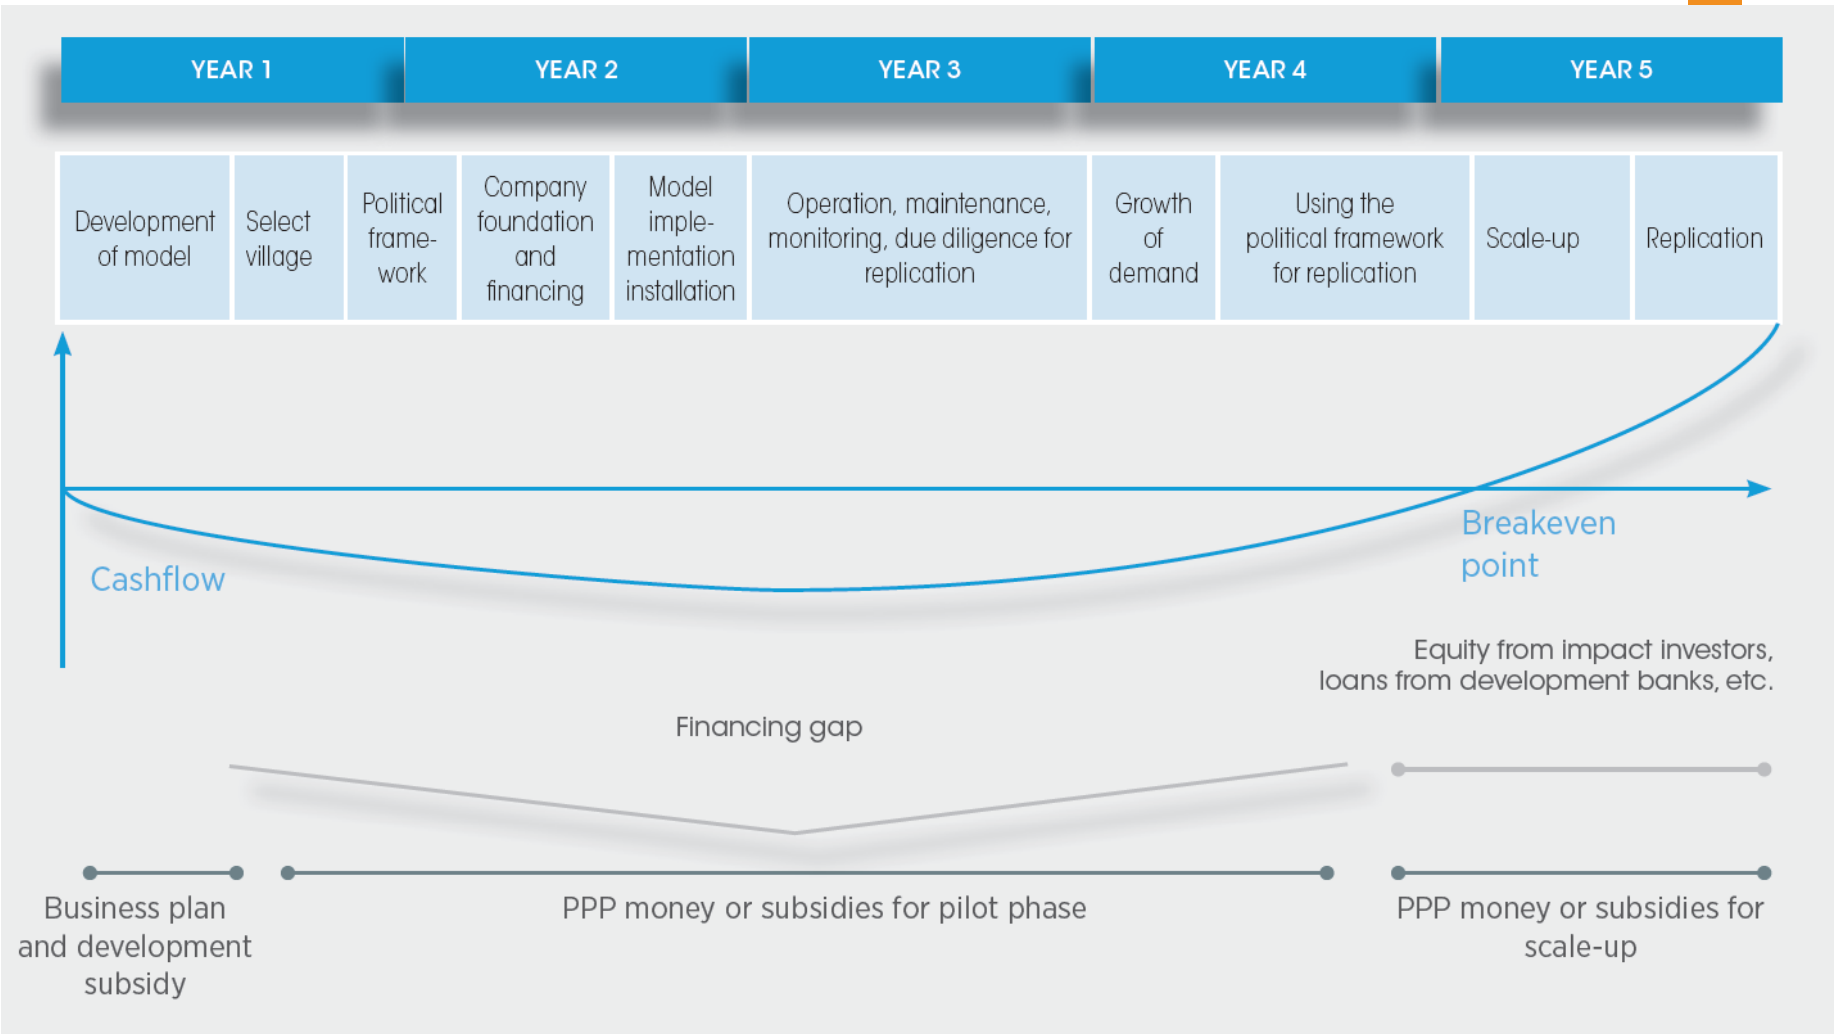 YEAR 1
YEAR 2
YEAR 3
YEAR 4
YEAR 5
Development
of model
Select
village
Political
frame-
work
Company
foundation
and
financing
Model
imple-
mentation
installation
Operation, maintenance,
monitoring, due diligence for
replication
Growth
of
demand
Using the
political framework
for replication
Scale-up
Replication
Cashflow
Breakeven
point
Equity from impact investors,
loans from development banks, etc.
Financing gap
Business plan
and development
subsidy
PPP money or subsidies for pilot phase
PPP money or subsidies for
scale-up